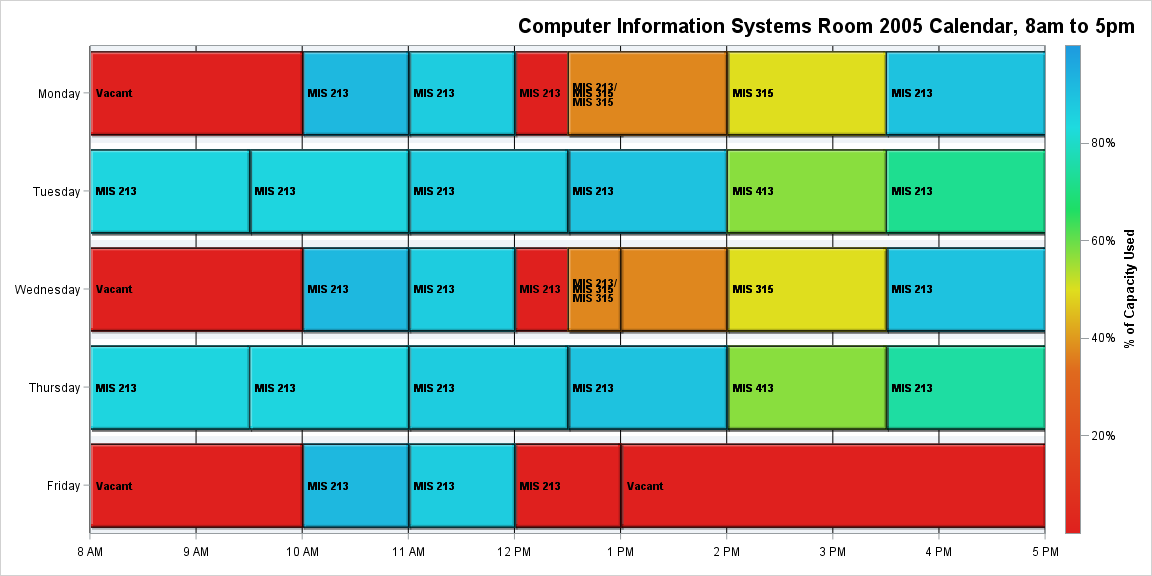 Computer Information Systems Room 2005 Calendar, 8am to 5pm
Monday
Vacant
MIS 213
MIS 213
MIS 213
MIS 213/
MIS 315
MIS 315
MIS 315
MIS 213
Tuesday
MIS 213
MIS 213
MIS 213
MIS 213
MIS 413
MIS 213
Wednesday
Vacant
MIS 213
MIS 213
MIS 213
MIS 213/
MIS 315
MIS 315
MIS 315
MIS 213
Thursday
MIS 213
MIS 213
MIS 213
MIS 213
MIS 413
MIS 213
Friday
Vacant
MIS 213
MIS 213
MIS 213
Vacant
8 AM
9 AM
10 AM
11 AM
12 PM
1 PM
2 PM
3 PM
4 PM
5 PM
80%
60%
40%
20%
% of Capacity Used